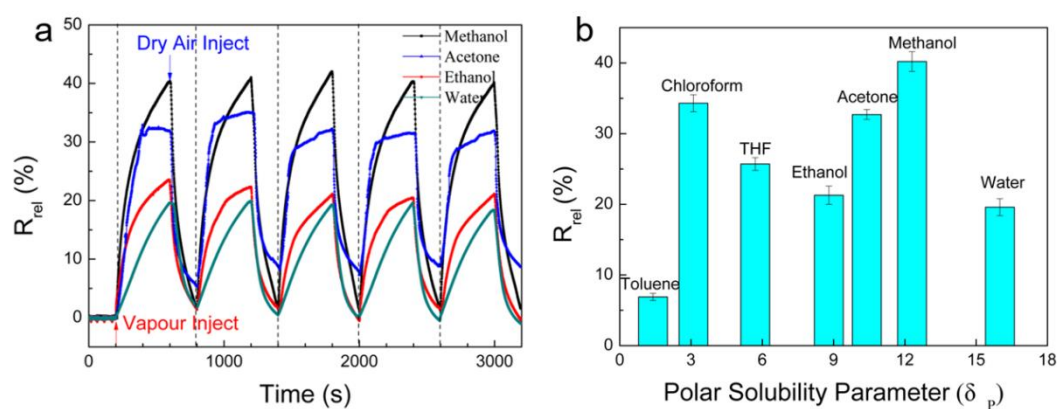 a
50
40
30
20
10
0
R_rel (%)
Dry Air Inject
Methanol
Acetone
Ethanol
Water
Vapour Inject
0
1000
2000
3000
Time (s)
b
40
30
20
10
0
R_rel (%)
Methanol
Chloroform
Acetone
THF
Ethanol
Water
Toluene
0
3
6
9
12
15
18
Polar Solubility Parameter (δ_P)